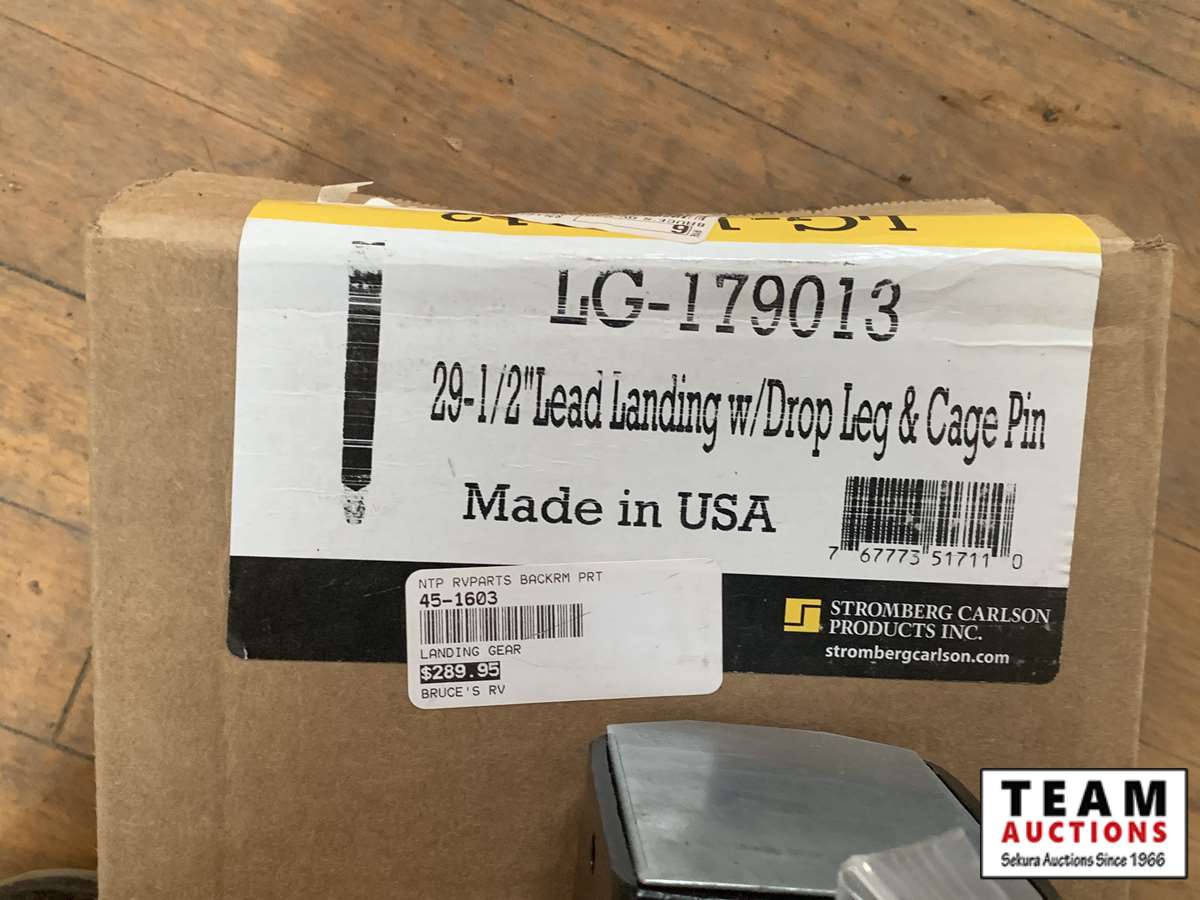 LG-1
LG-179013
29-1/2"Lead Landing w/Drop Leg & Cage Pin
Made in USA
7 67773 51711 0
STROMBERG CARLSON
PRODUCTS INC.
strombergcarlson.com
NTP RVPARTS BACKRM PRT
45-1603
LANDING GEAR
$289.95
BRUCE'S RV
TEAM
AUCTIONS
Sekura Auctions Since 1966